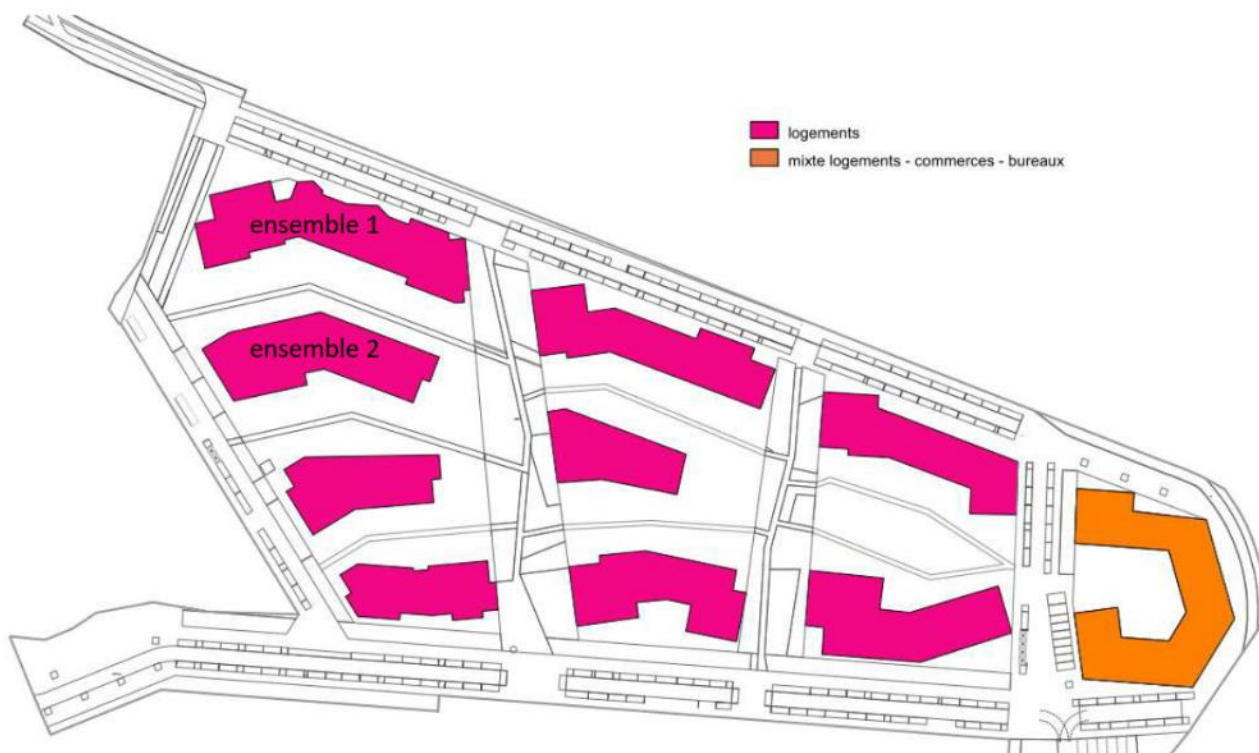 logements
mixte logements - commerces - bureaux
ensemble 1
ensemble 2